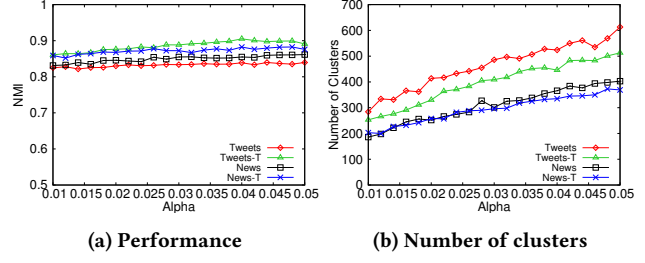 1
0.9
0.8
0.7
0.6
0.5
NMI
0.01 0.015 0.02 0.025 0.03 0.035 0.04 0.045 0.05
Alpha
Tweets
Tweets-T
News
News-T
(a) Performance
700
600
500
400
300
200
100
0
Number of Clusters
0.01 0.015 0.02 0.025 0.03 0.035 0.04 0.045 0.05
Alpha
Tweets
Tweets-T
News
News-T
(b) Number of clusters